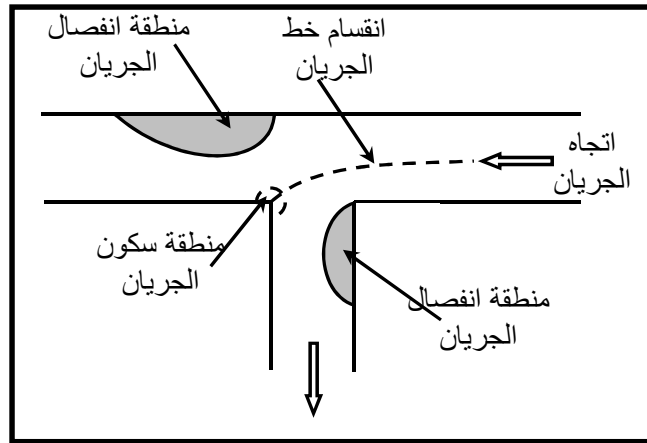 منطقة انفصال
الجريان
انقسام خط
الجريان
اتجاه
الجريان
منطقة سكون
الجريان
منطقة انفصال
الجريان